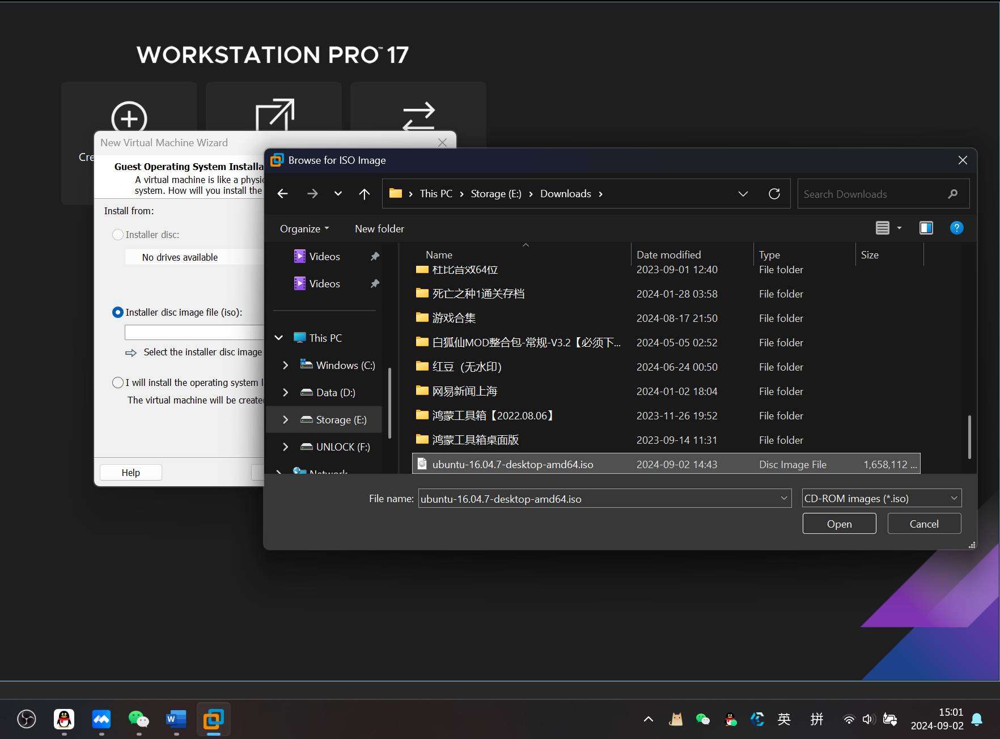 WORKSTATION PRO™ 17
Cre
New Virtual Machine Wizard
Guest Operating System Installa
A virtual machine is like a physic
system. How will you install the
Install from:
Installer disc:
No drives available
Installer disc image file (iso):
Select the installer disc image
I will install the operating system l
The virtual machine will be created
Help
Browse for ISO Image
This PC
Storage (E:)
Downloads
Search Downloads
Organize
New folder
Videos
Videos
This PC
Windows (C:)
Data (D:)
Storage (E:)
UNLOCK (F:)
Network
Name Date modified Type Size
杜比音效64位 2023-09-01 12:40 File folder
死亡之种1通关存档 2024-01-28 03:58 File folder
游戏合集 2024-08-17 21:50 File folder
白狐仙MOD整合包-常规-V3.2【必须下... 2024-05-05 02:52 File folder
红豆（无水印） 2024-06-24 00:50 File folder
网易新闻上海 2024-01-02 18:04 File folder
鸿蒙工具箱【2022.08.06】 2023-11-26 19:52 File folder
鸿蒙工具箱桌面版 2023-09-14 11:31 File folder
ubuntu-16.04.7-desktop-amd64.iso 2024-09-02 14:43 Disc Image File 1,658,112 ...
File name: ubuntu-16.04.7-desktop-amd64.iso CD-ROM images (*.iso)
Open Cancel
W
英 拼
15:01
2024-09-02